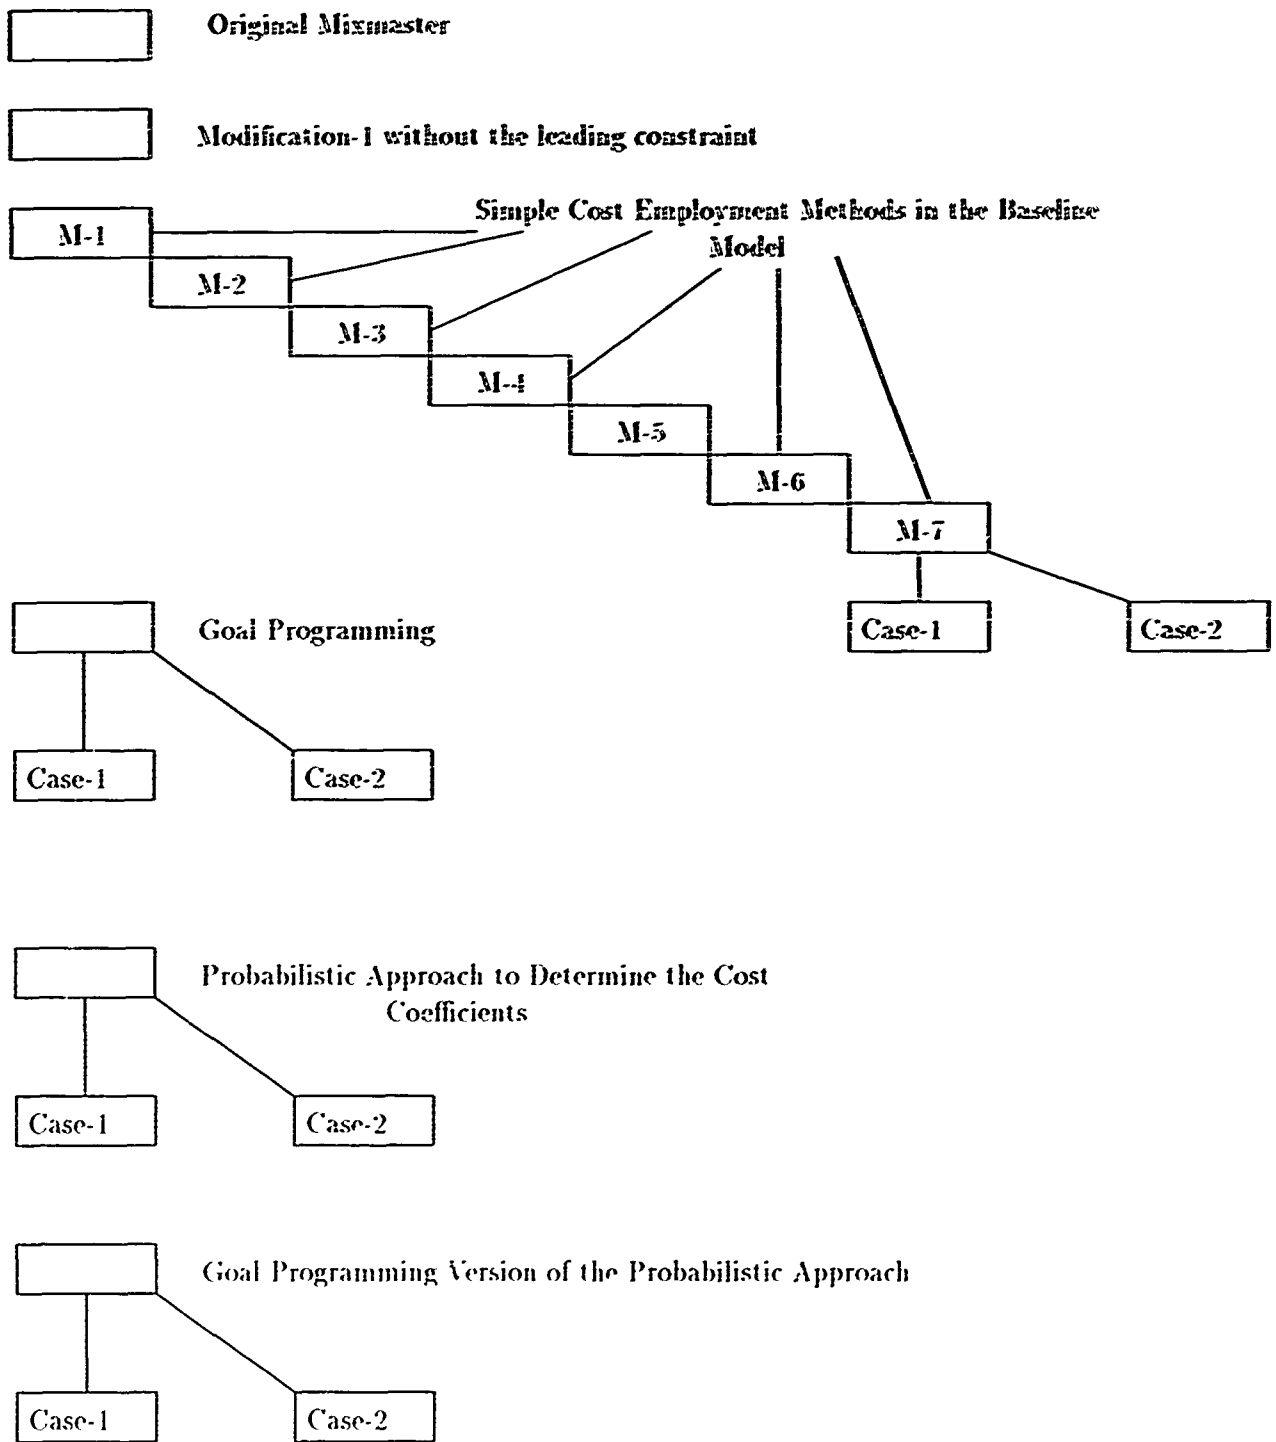 Original Mixmaster
Modification-1 without the leading constraint
Simple Cost Employment Methods in the Baseline
Model
M-1
M-2
M-3
M-4
M-5
M-6
M-7
Case-1
Case-2
Goal Programming
Case-1
Case-2
Probabilistic Approach to Determine the Cost
Coefficients
Case-1
Case-2
Goal Programming Version of the Probabilistic Approach
Case-1
Case-2